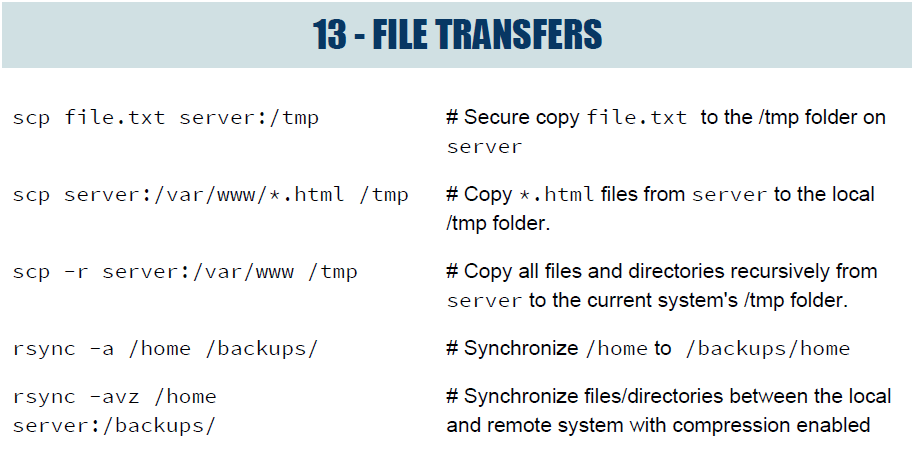 13 - FILE TRANSFERS
scp file.txt server:/tmp # Secure copy file.txt to the /tmp folder on
server
scp server:/var/www/*.html /tmp # Copy *.html files from server to the local
/tmp folder.
scp -r server:/var/www /tmp # Copy all files and directories recursively from
server to the current system's /tmp folder.
rsync -a /home /backups/ # Synchronize /home to /backups/home
rsync -avz /home # Synchronize files/directories between the local
server:/backups/ and remote system with compression enabled